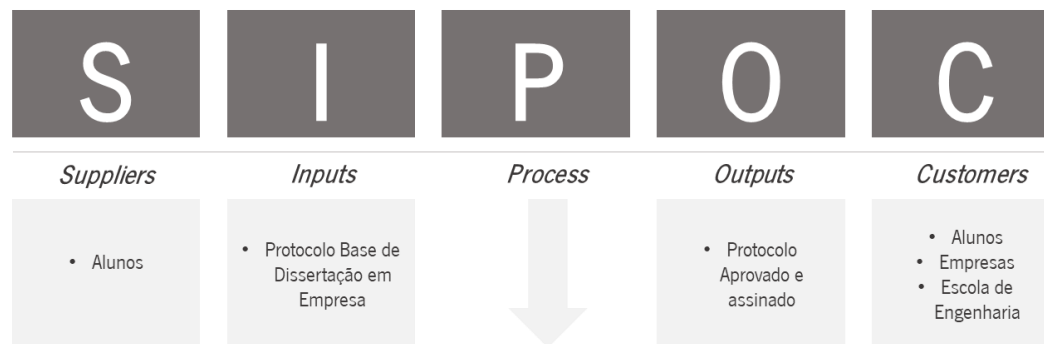 S I P O C
Suppliers Inputs Process Outputs Customers
• Alunos
• Protocolo Base de
Dissertação em
Empresa
• Protocolo
Aprovado e
assinado
• Alunos
• Empresas
• Escola de
Engenharia